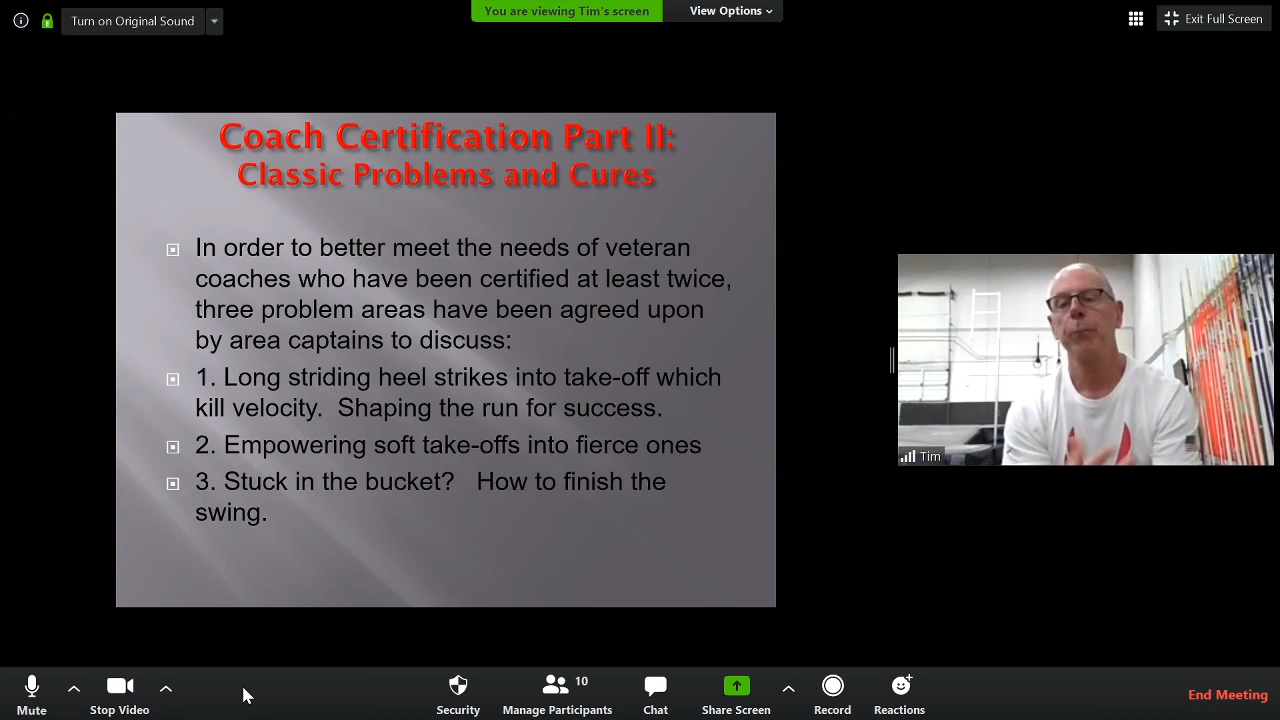 Turn on Original Sound
You are viewing Tim's screen
View Options
Exit Full Screen
Coach Certification Part II:
Classic Problems and Cures
In order to better meet the needs of veteran
coaches who have been certified at least twice,
three problem areas have been agreed upon
by area captains to discuss:
1. Long striding heel strikes into take-off which
kill velocity.  Shaping the run for success.
2. Empowering soft take-offs into fierce ones
3. Stuck in the bucket?   How to finish the
swing.
Tim
Mute
Stop Video
Security
10
Manage Participants
Chat
Share Screen
Record
Reactions
End Meeting